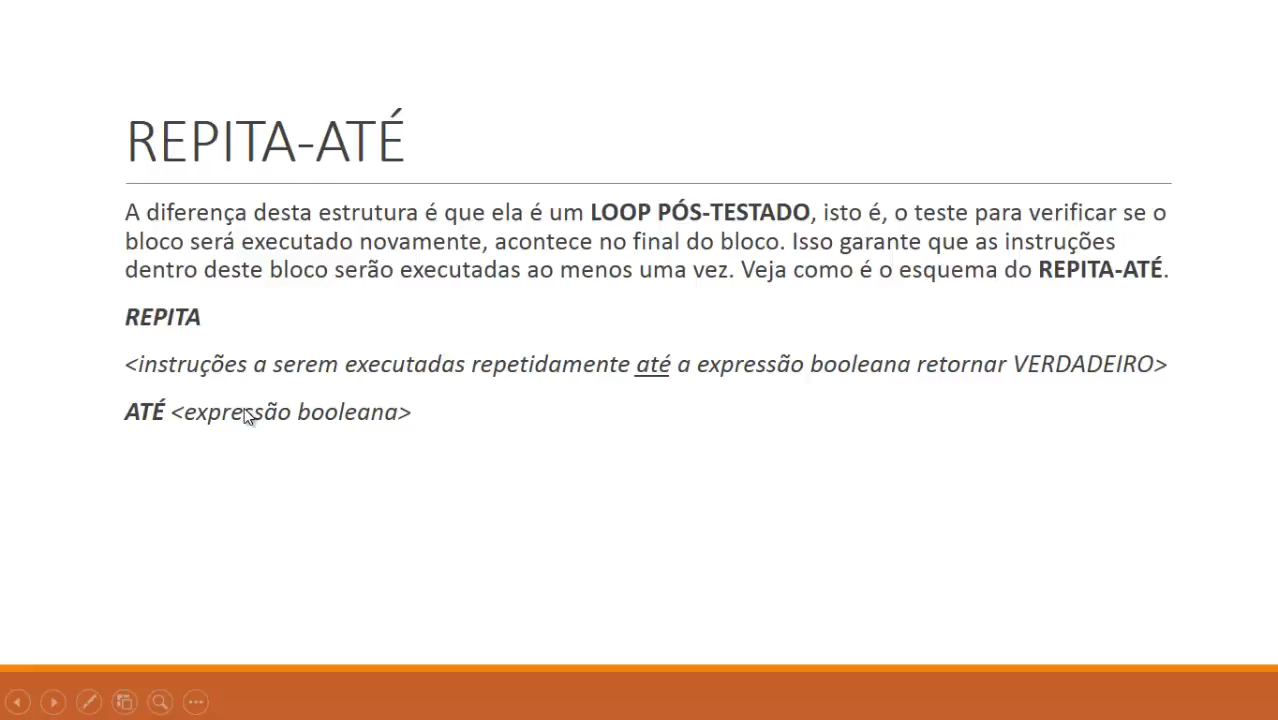 REPITA-ATÉ
A diferença desta estrutura é que ela é um LOOP PÓS-TESTADO, isto é, o teste para verificar se o
bloco será executado novamente, acontece no final do bloco. Isso garante que as instruções
dentro deste bloco serão executadas ao menos uma vez. Veja como é o esquema do REPITA-ATÉ.
REPITA
<instruções a serem executadas repetidamente até a expressão booleana retornar VERDADEIRO>
ATÉ <expressão booleana>